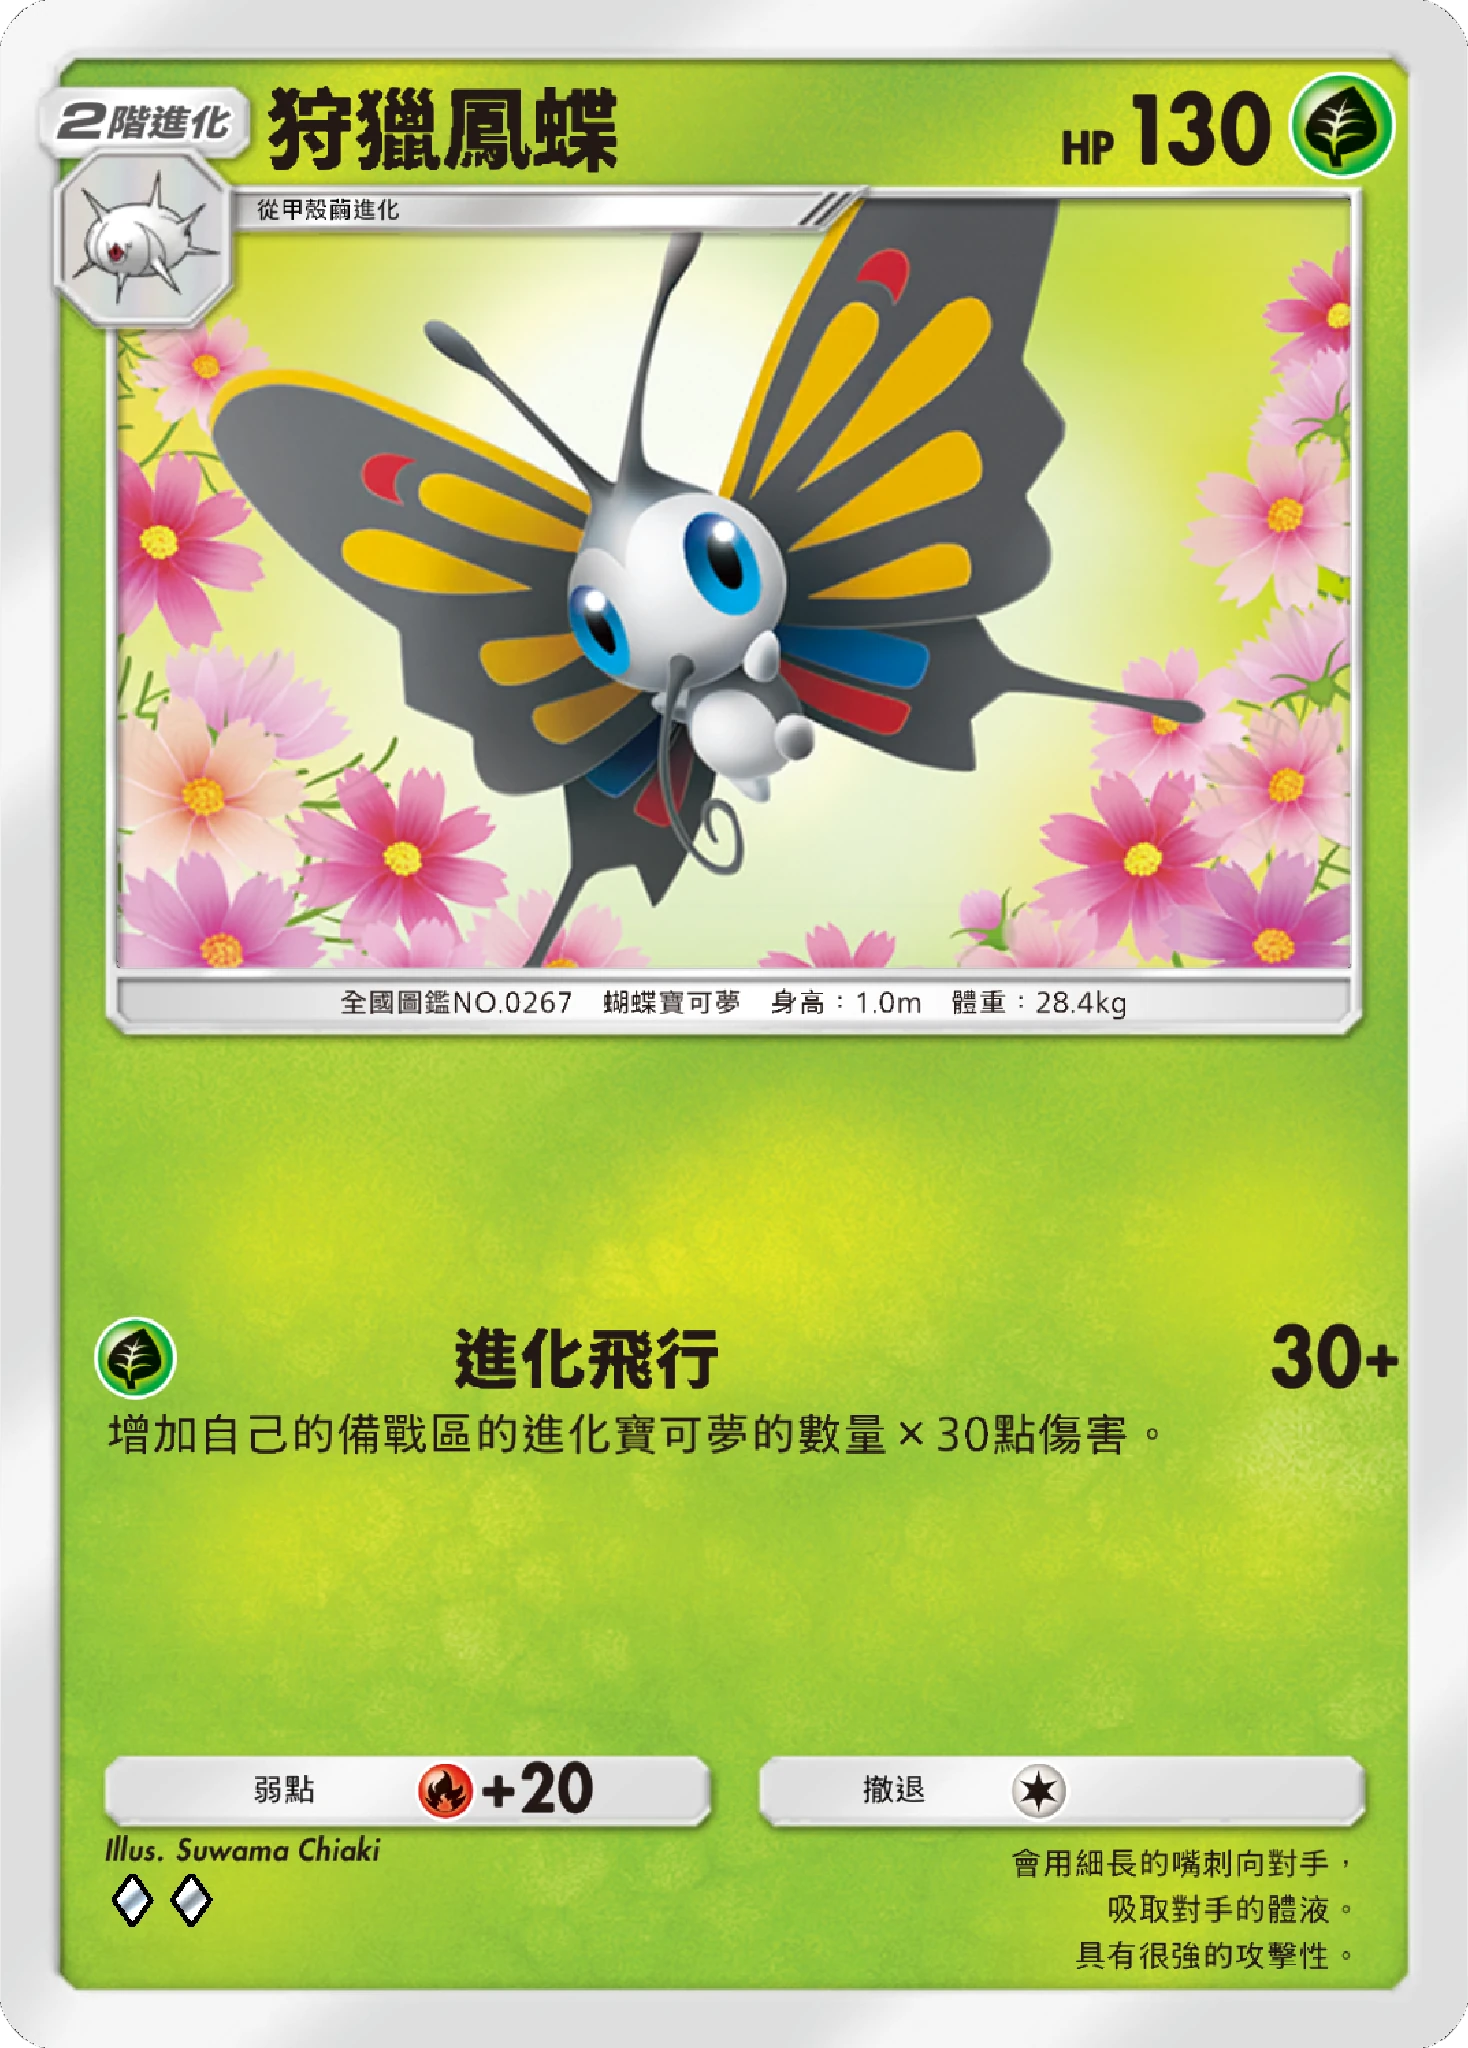 2階進化
狩獵鳳蝶
HP 130
從甲殼繭進化
全國圖鑑NO.0267 蝴蝶寶可夢 身高：1.0m 體重：28.4kg
進化飛行 30+
增加自己的備戰區的進化寶可夢的數量×30點傷害。
弱點 +20
撤退
Illus. Suwama Chiaki
會用細長的嘴刺向對手，
吸取對手的體液。
具有很強的攻擊性。